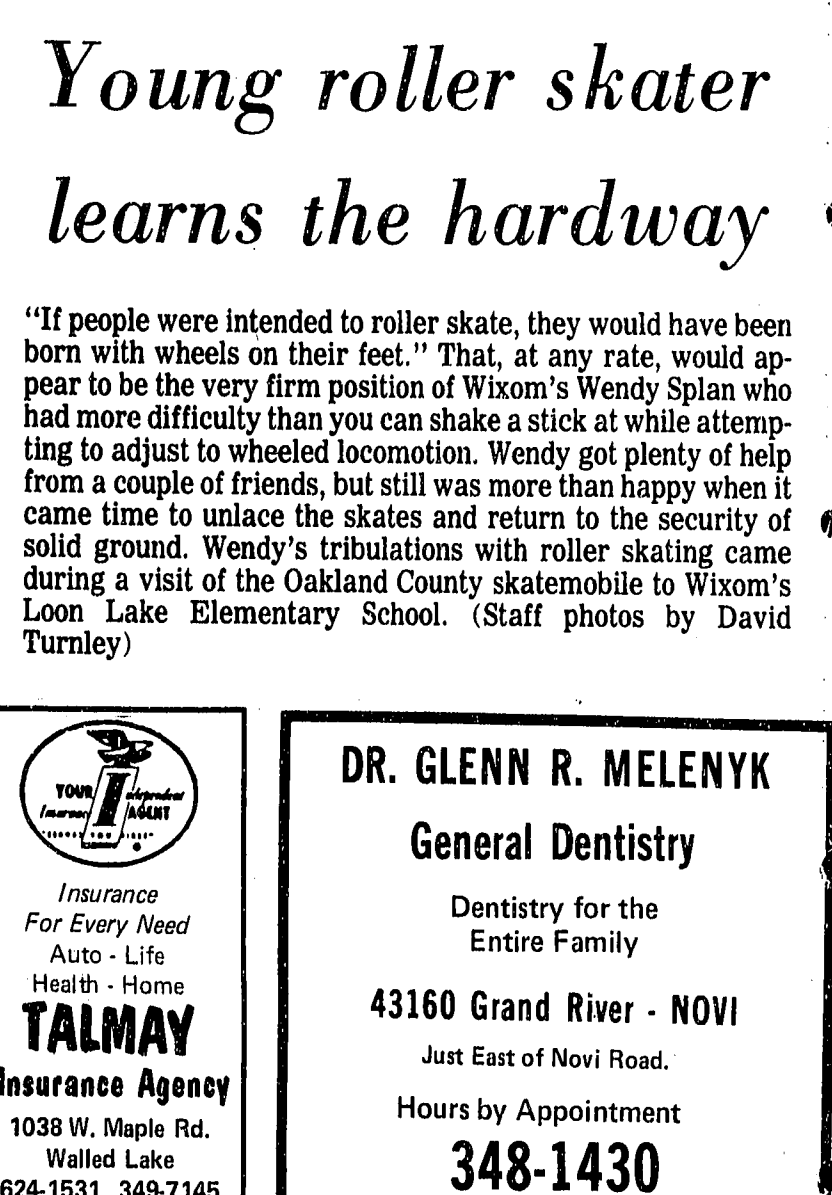 Young roller skater
learns the hardway
“If people were intended to roller skate, they would have been
born with wheels on their feet.” That, at any rate, would ap-
pear to be the very firm position of Wixom’s Wendy Splan who
had more difficulty than you can shake a stick at while attemp-
ting to adjust to wheeled locomotion. Wendy got plenty of help
from a couple of friends, but still was more than happy when it
came time to unlace the skates and return to the security of
solid ground. Wendy’s tribulations with roller skating came
during a visit of the Oakland County skatemobile to Wixom’s
Loon Lake Elementary School. (Staff photos by David
Turnley)
YOUR Independent
Insurance AGENT
Insurance
For Every Need
Auto - Life
Health - Home
TALMAY
Insurance Agency
1038 W. Maple Rd.
Walled Lake
624-1531 349-7145
DR. GLENN R. MELENYK
General Dentistry
Dentistry for the
Entire Family
43160 Grand River - NOVI
Just East of Novi Road.
Hours by Appointment
348-1430